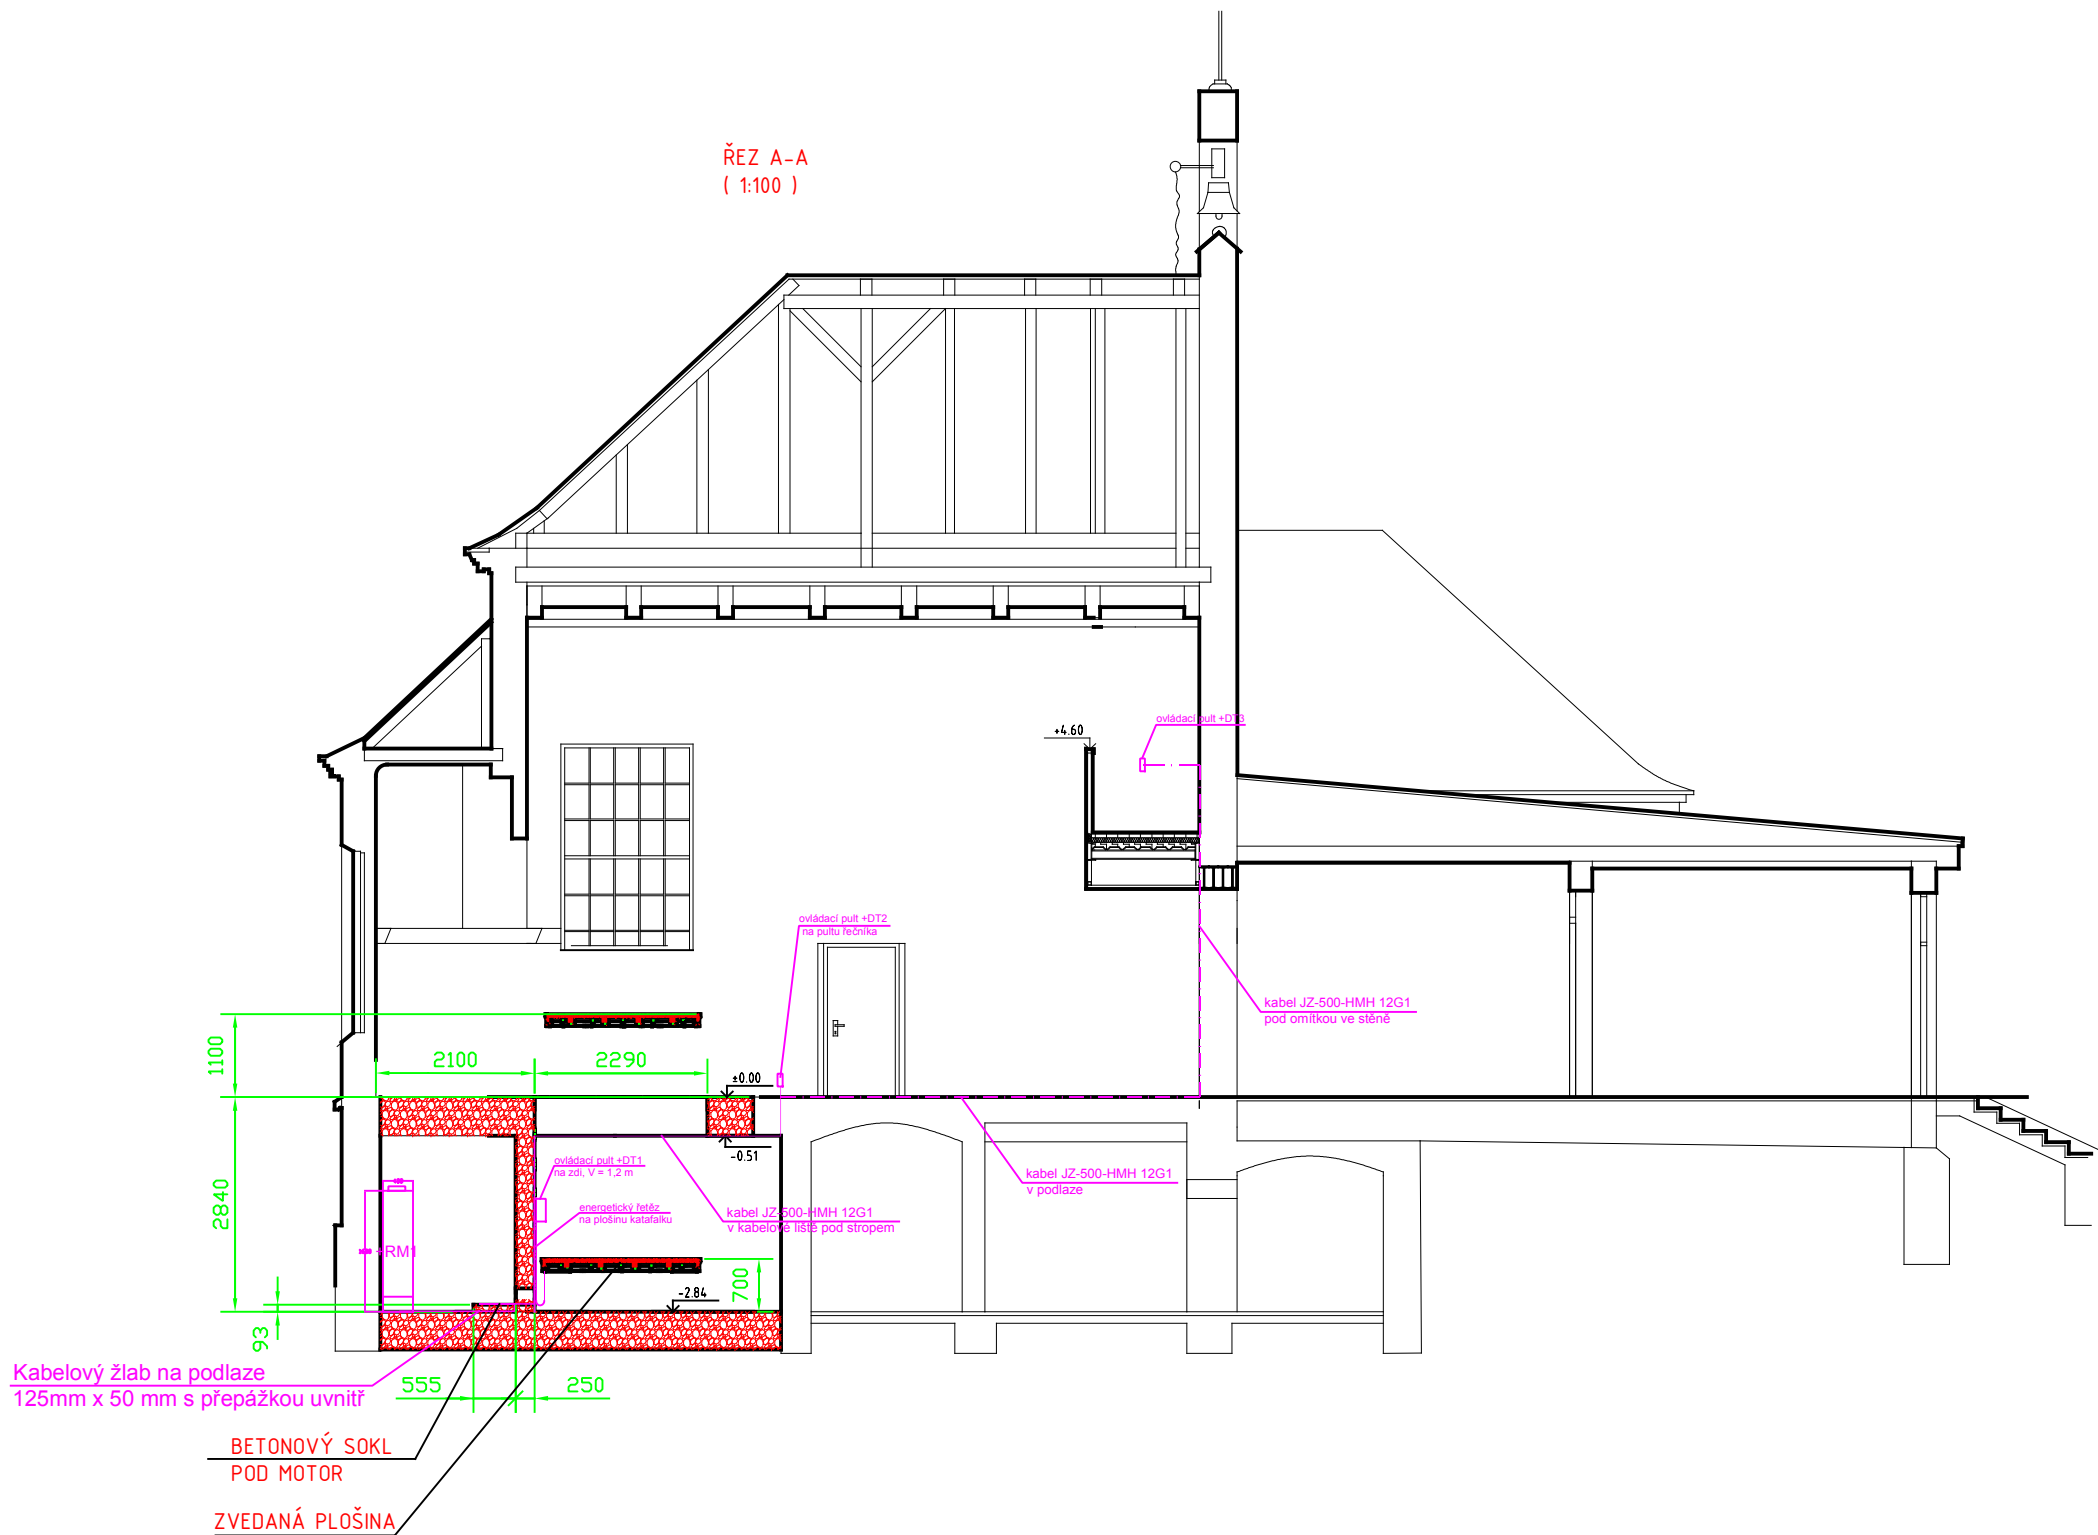 ŘEZ A-A
( 1:100 )
ovládací pult +DT3
+4.60
ovládací pult +DT2
na pultu řečníka
kabel JZ-500-HMH 12G1
pod omítkou ve stěně
1100
2100
2290
±0.00
-0.51
ovládací pult +DT1
na zdi, V = 1,2 m
kabel JZ-500-HMH 12G1
v podlaze
2840
energetický řetěz
na plošinu katafalku
kabel JZ-500-HMH 12G1
v kabelové liště pod stropem
+RM1
700
-2.84
93
Kabelový žlab na podlaze
125mm x 50 mm s přepážkou uvnitř
555
250
BETONOVÝ SOKL
POD MOTOR
ZVEDANÁ PLOŠINA